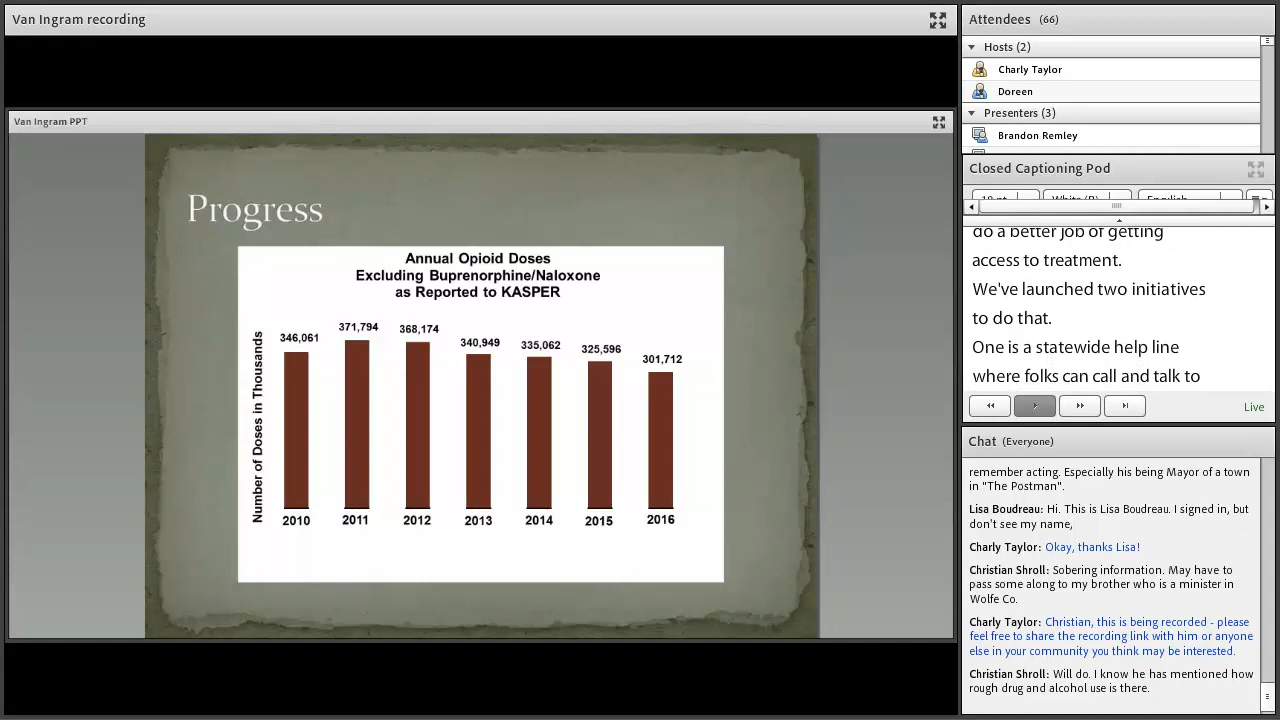 Van Ingram recording
Van Ingram PPT
Progress
Annual Opioid Doses
Excluding Buprenorphine/Naloxone
as Reported to KASPER
Number of Doses in Thousands
346,061
371,794
368,174
340,949
335,062
325,596
301,712
2010
2011
2012
2013
2014
2015
2016
Attendees (66)
Hosts (2)
Charly Taylor
Doreen
Presenters (3)
Brandon Remley
Closed Captioning Pod
do a better job of getting
access to treatment.
We've launched two initiatives
to do that.
One is a statewide help line
where folks can call and talk to
Live
Chat (Everyone)
remember acting. Especially his being Mayor of a town
in "The Postman".
Lisa Boudreau: Hi. This is Lisa Boudreau. I signed in, but
don't see my name,
Charly Taylor: Okay, thanks Lisa!
Christian Shroll: Sobering information. May have to
pass some along to my brother who is a minister in
Wolfe Co.
Charly Taylor: Christian, this is being recorded - please
feel free to share the recording link with him or anyone
else in your community you think may be interested.
Christian Shroll: Will do. I know he has mentioned how
rough drug and alcohol use is there.